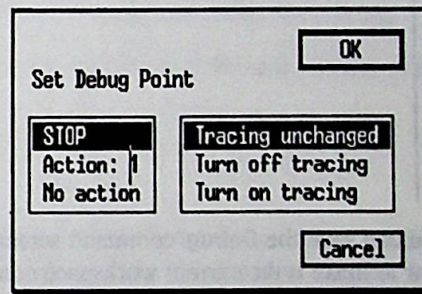 OK
Set Debug Point
STOP
Action: 1
No action
Tracing unchanged
Turn off tracing
Turn on tracing
Cancel